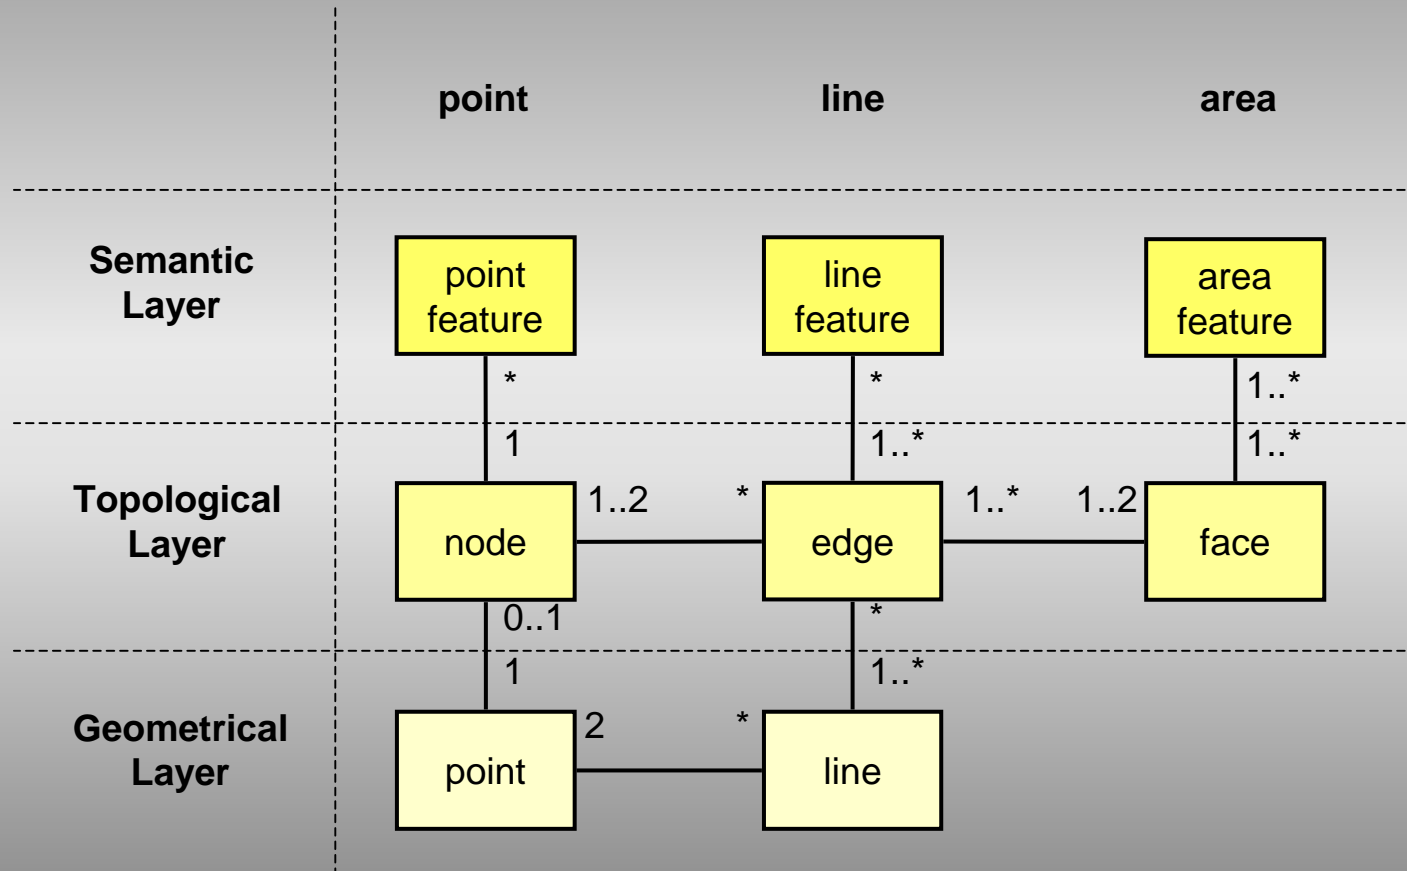 point line area
Semantic
Layer
point
feature
line
feature
area
feature
* * 1..*
1 1..* 1..*
Topological
Layer
1..2 * 1..* 1..2
node edge face
0..1 *
1 1..*
Geometrical
Layer
2 *
point line